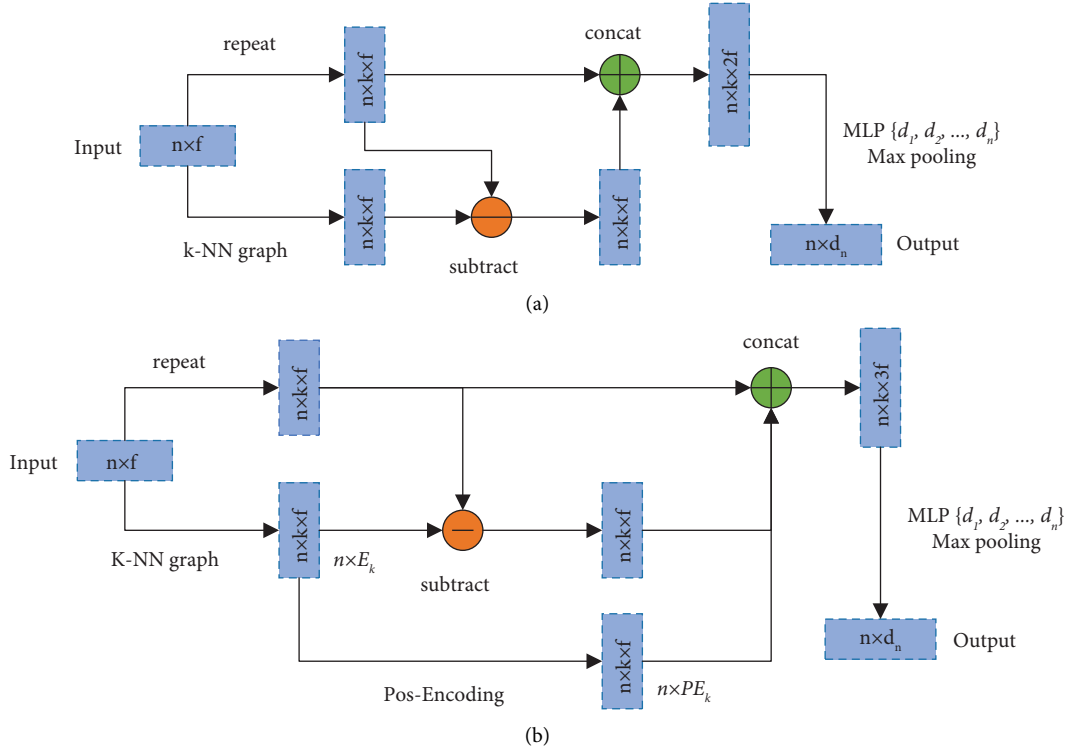 repeat
concat
n×k×f
n×k×2f
Input
n×f
MLP {d₁, d₂, ..., dₙ}
Max pooling
n×k×f
n×k×f
k-NN graph
subtract
n×dₙ
Output
(a)
repeat
concat
n×k×f
n×k×3f
Input
n×f
n×k×f
n×Eₖ
n×k×f
K-NN graph
subtract
MLP {d₁, d₂, ..., dₙ}
Max pooling
n×k×f
n×PEₖ
Pos-Encoding
n×dₙ
Output
(b)